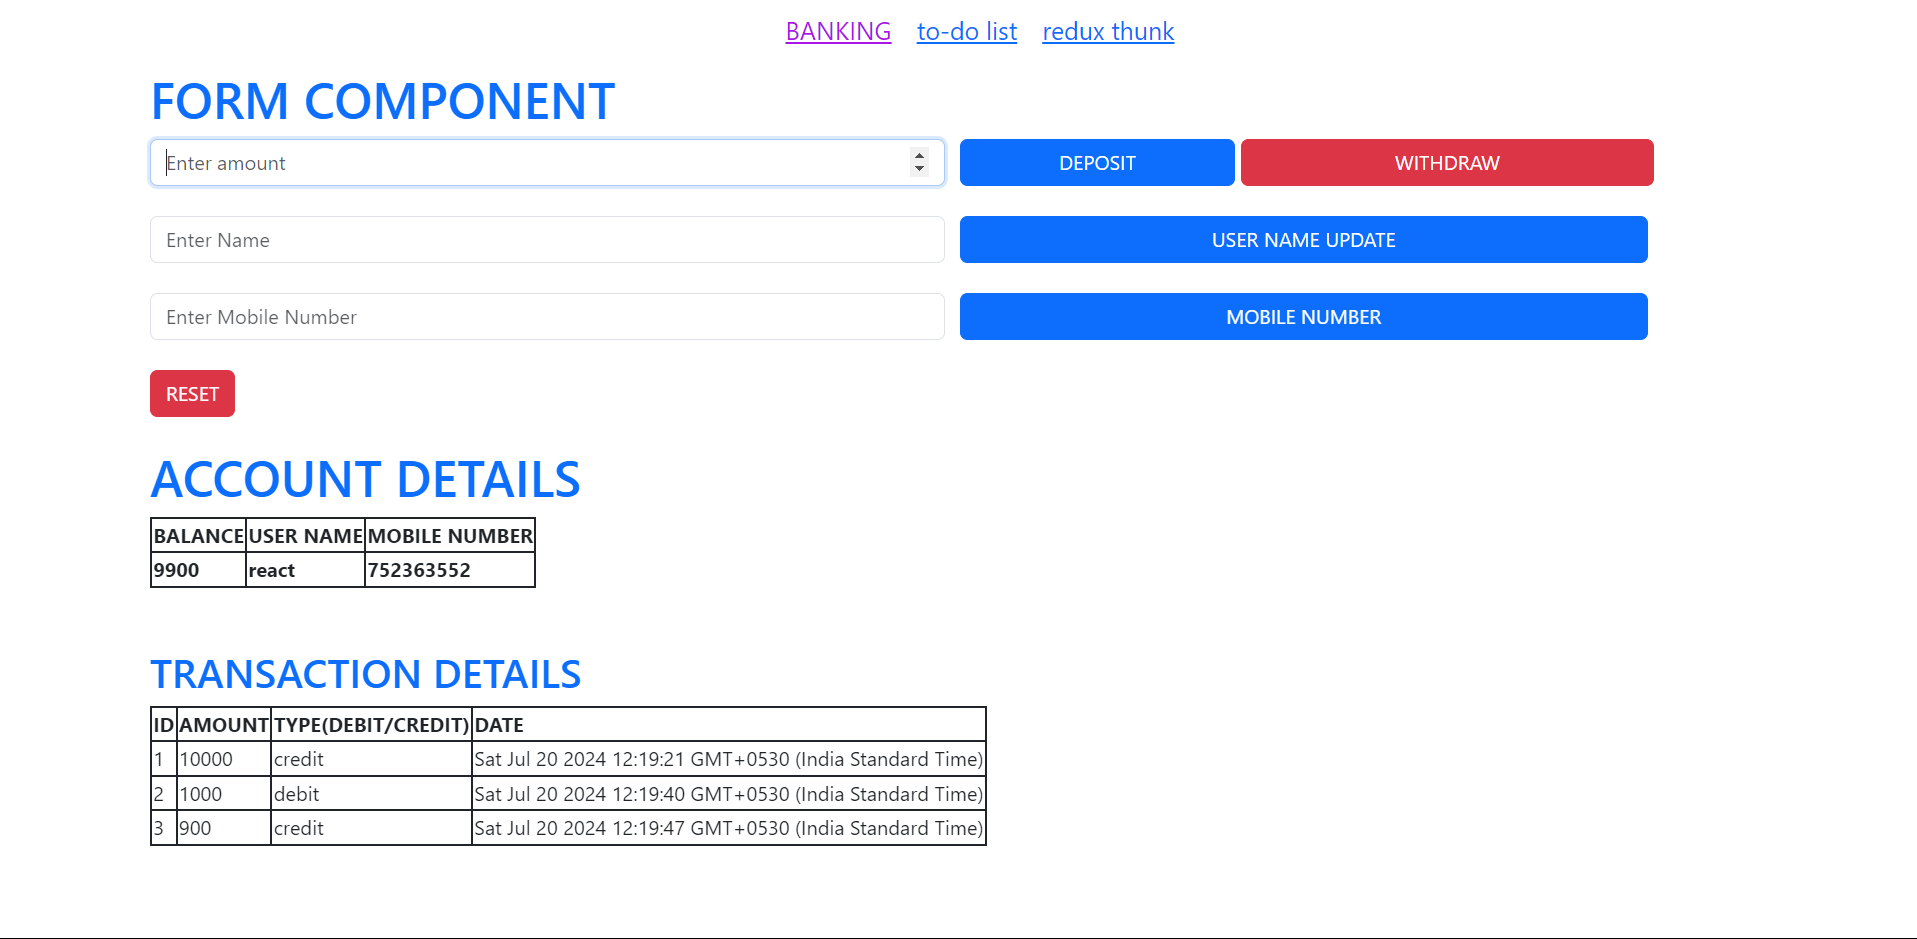 BANKING to-do list redux thunk
FORM COMPONENT
Enter amount DEPOSIT WITHDRAW
Enter Name USER NAME UPDATE
Enter Mobile Number MOBILE NUMBER
RESET
ACCOUNT DETAILS
BALANCE USER NAME MOBILE NUMBER
9900 react 752363552
TRANSACTION DETAILS
ID AMOUNT TYPE(DEBIT/CREDIT) DATE
1 10000 credit Sat Jul 20 2024 12:19:21 GMT+0530 (India Standard Time)
2 1000 debit Sat Jul 20 2024 12:19:40 GMT+0530 (India Standard Time)
3 900 credit Sat Jul 20 2024 12:19:47 GMT+0530 (India Standard Time)